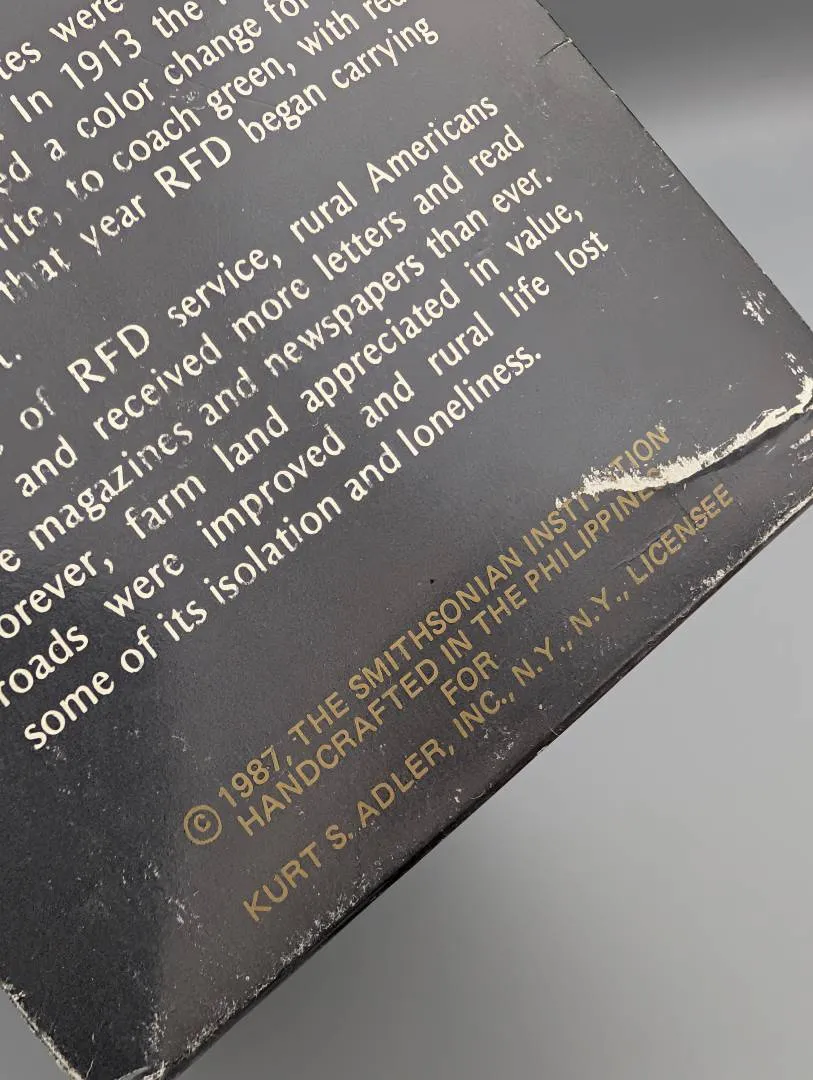 were
In 1913 the
a color change for
to coach green, with
that year RFD began carrying
of RFD service, rural Americans
and received more letters and read
magazines and newspapers than ever.
farm land appreciated in value,
roads were improved and rural life lost
some of its isolation and loneliness.
© 1987, THE SMITHSONIAN
HANDCRAFTED IN THE PHILIPPINES
FOR
KURT S. ADLER, INC., N.Y., N.Y., LICENSEE